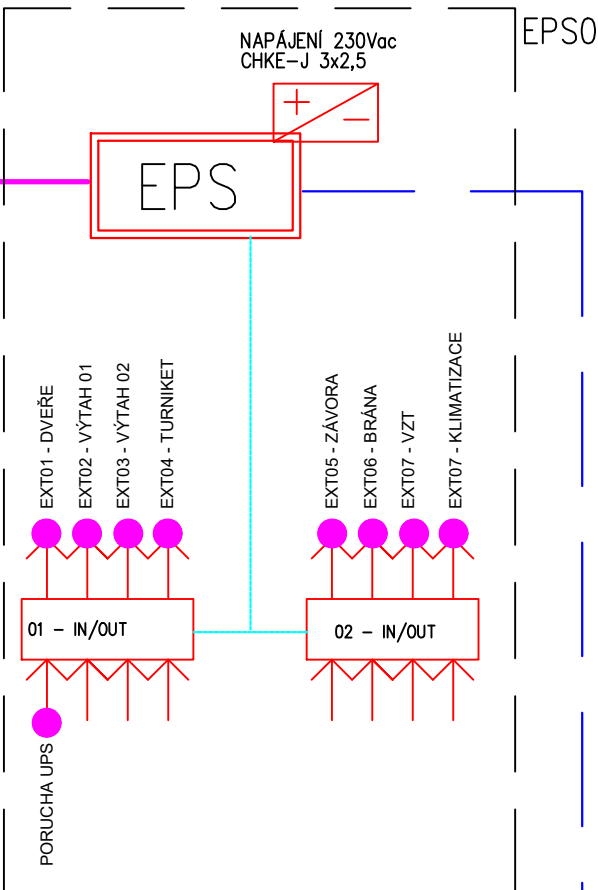 EPS0
NAPÁJENÍ 230Vac
CHKE-J 3x2,5
+
-
EPS
EXT01 - DVEŘE
EXT02 - VÝTAH 01
EXT03 - VÝTAH 02
EXT04 - TURNIKET
EXT05 - ZÁVORA
EXT06 - BRÁNA
EXT07 - VZT
EXT07 - KLIMATIZACE
01 - IN/OUT
02 - IN/OUT
PORUCHA UPS